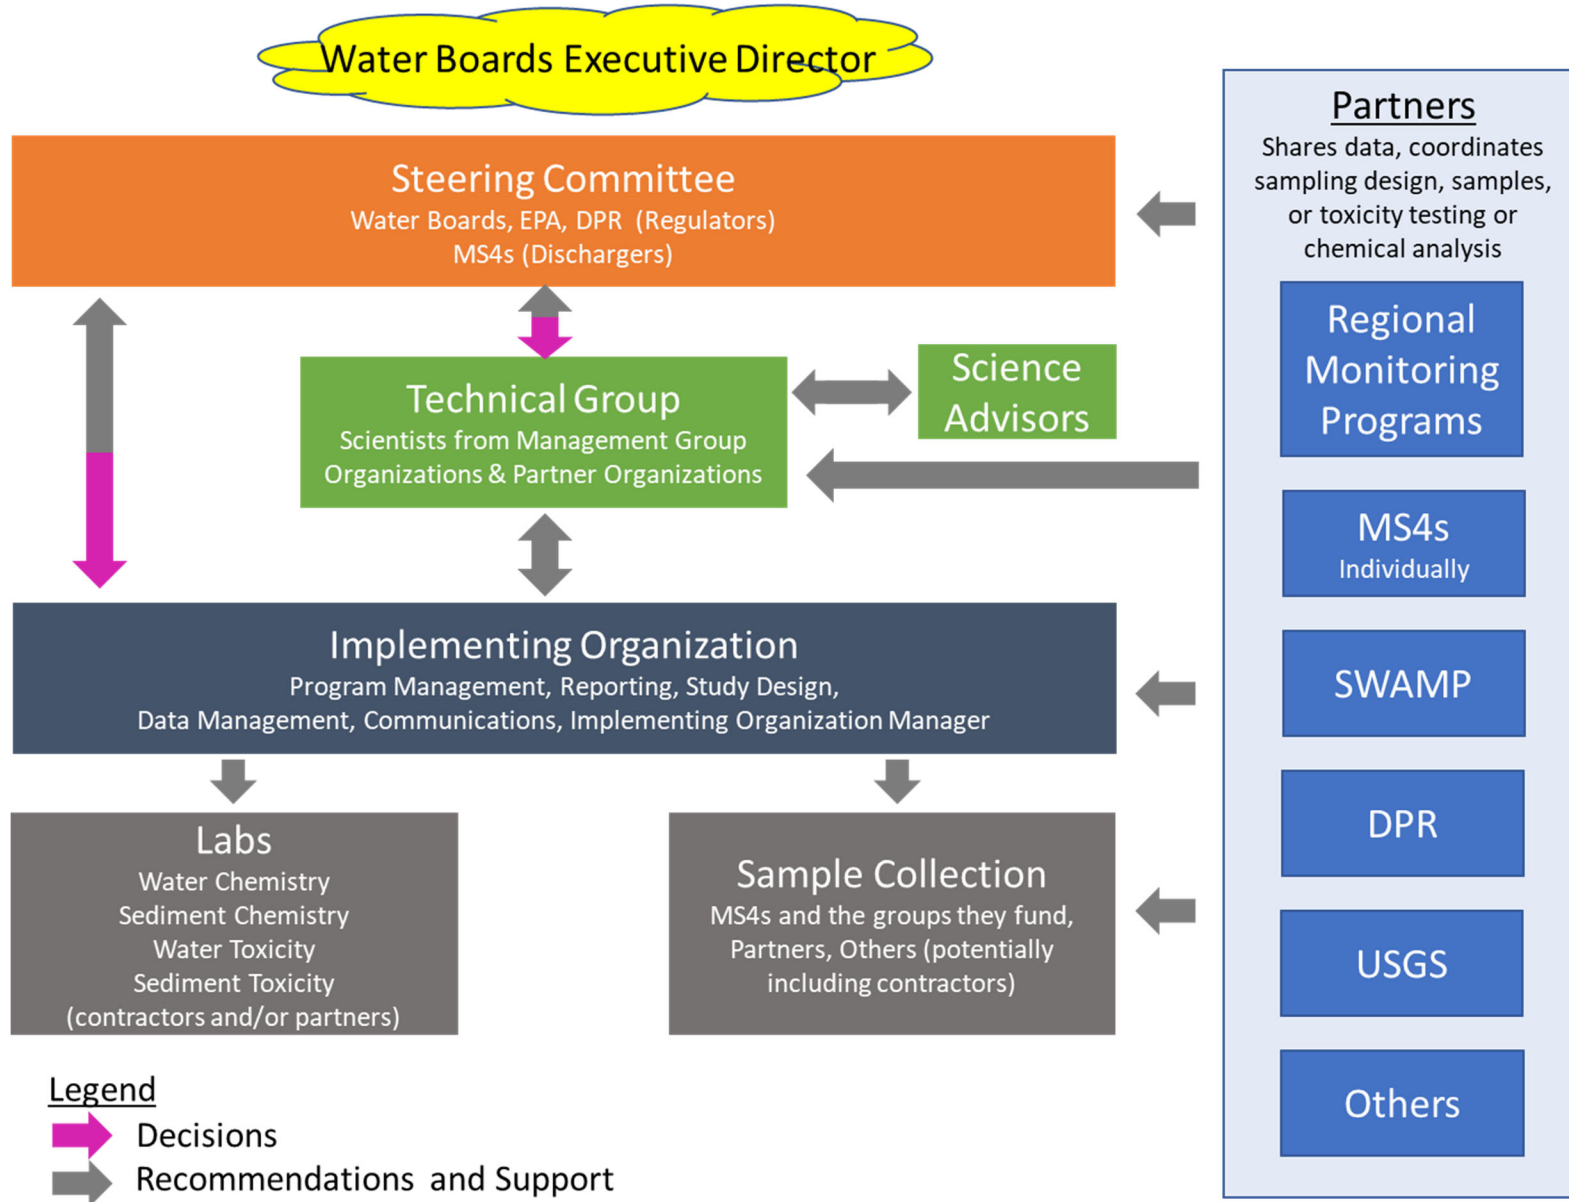 Water Boards Executive Director
Steering Committee
Water Boards, EPA, DPR (Regulators)
MS4s (Dischargers)
Technical Group
Scientists from Management Group
Organizations & Partner Organizations
Science
Advisors
Implementing Organization
Program Management, Reporting, Study Design,
Data Management, Communications, Implementing Organization Manager
Labs
Water Chemistry
Sediment Chemistry
Water Toxicity
Sediment Toxicity
(contractors and/or partners)
Sample Collection
MS4s and the groups they fund,
Partners, Others (potentially
including contractors)
Legend
Decisions
Recommendations and Support
Partners
Shares data, coordinates
sampling design, samples,
or toxicity testing or
chemical analysis
Regional
Monitoring
Programs
MS4s
Individually
SWAMP
DPR
USGS
Others